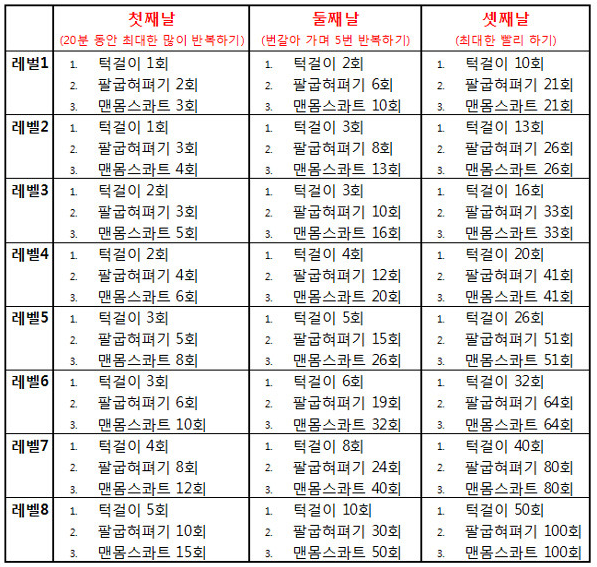 첫째날 둘째날 셋째날
(20분 동안 최대한 많이 반복하기) (번갈아 가며 5번 반복하기) (최대한 빨리 하기)
레벌1 1. 턱걸이 1회 1. 턱걸이 2회 1. 턱걸이 10회
2. 팔굽혀펴기 2회 2. 팔굽혀펴기 6회 2. 팔굽혀펴기 21회
3. 맨몸스콰트 3회 3. 맨몸스콰트 10회 3. 맨몸스콰트 21회
레벨2 1. 턱걸이 1회 1. 턱걸이 3회 1. 턱걸이 13회
2. 팔굽혀펴기 3회 2. 팔굽혀펴기 8회 2. 팔굽혀펴기 26회
3. 맨몸스콰트 4회 3. 맨몸스콰트 13회 3. 맨몸스콰트 26회
레벨3 1. 턱걸이 2회 1. 턱걸이 3회 1. 턱걸이 16회
2. 팔굽혀펴기 3회 2. 팔굽혀펴기 10회 2. 팔굽혀펴기 33회
3. 맨몸스콰트 5회 3. 맨몸스콰트 16회 3. 맨몸스콰트 33회
레벨4 1. 턱걸이 2회 1. 턱걸이 4회 1. 턱걸이 20회
2. 팔굽혀펴기 4회 2. 팔굽혀펴기 12회 2. 팔굽혀펴기 41회
3. 맨몸스콰트 6회 3. 맨몸스콰트 20회 3. 맨몸스콰트 41회
레벨5 1. 턱걸이 3회 1. 턱걸이 5회 1. 턱걸이 26회
2. 팔굽혀펴기 5회 2. 팔굽혀펴기 15회 2. 팔굽혀펴기 51회
3. 맨몸스콰트 8회 3. 맨몸스콰트 26회 3. 맨몸스콰트 51회
레벨6 1. 턱걸이 3회 1. 턱걸이 6회 1. 턱걸이 32회
2. 팔굽혀펴기 6회 2. 팔굽혀펴기 19회 2. 팔굽혀펴기 64회
3. 맨몸스콰트 10회 3. 맨몸스콰트 32회 3. 맨몸스콰트 64회
레벨7 1. 턱걸이 4회 1. 턱걸이 8회 1. 턱걸이 40회
2. 팔굽혀펴기 8회 2. 팔굽혀펴기 24회 2. 팔굽혀펴기 80회
3. 맨몸스콰트 12회 3. 맨몸스콰트 40회 3. 맨몸스콰트 80회
레벨8 1. 턱걸이 5회 1. 턱걸이 10회 1. 턱걸이 50회
2. 팔굽혀펴기 10회 2. 팔굽혀펴기 30회 2. 팔굽혀펴기 100회
3. 맨몸스콰트 15회 3. 맨몸스콰트 50회 3. 맨몸스콰트 100회